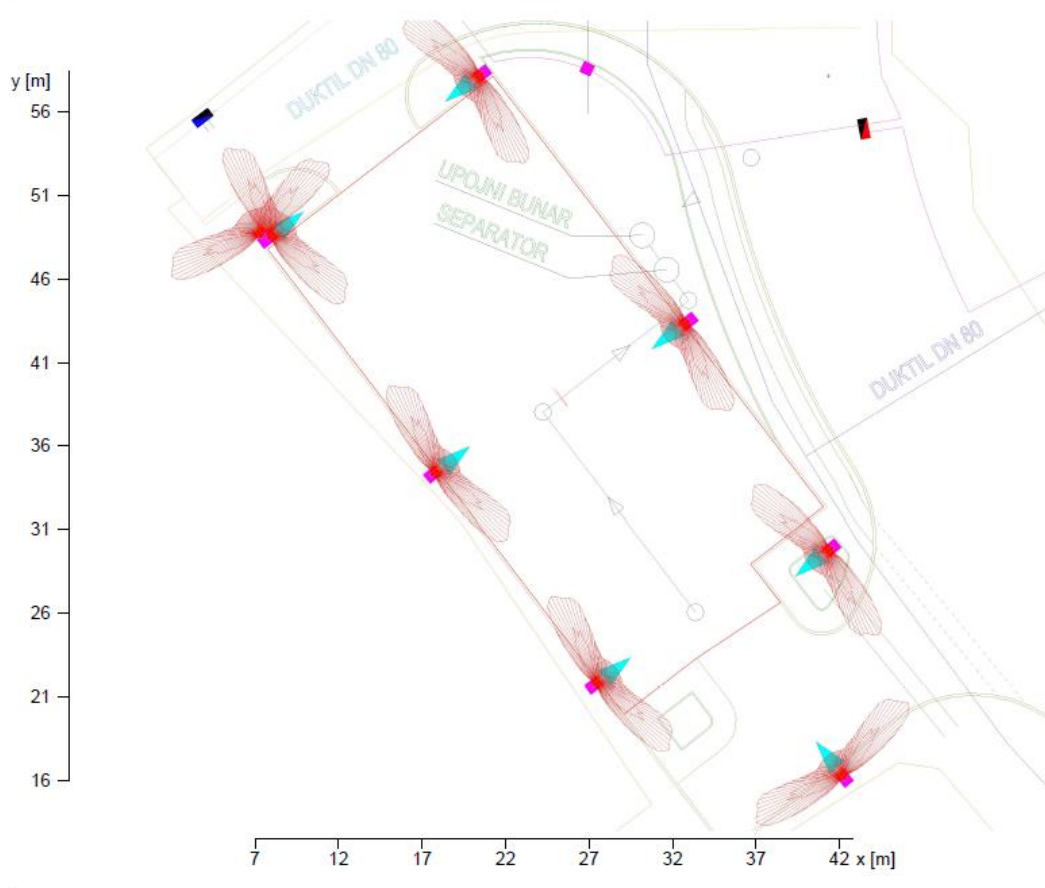 y [m]
DUKTIL DN 80
56
51
UPOJNI BUNAR
SEPARATOR
46
41
DUKTIL DN 80
36
31
26
21
16
7 12 17 22 27 32 37 42 x [m]